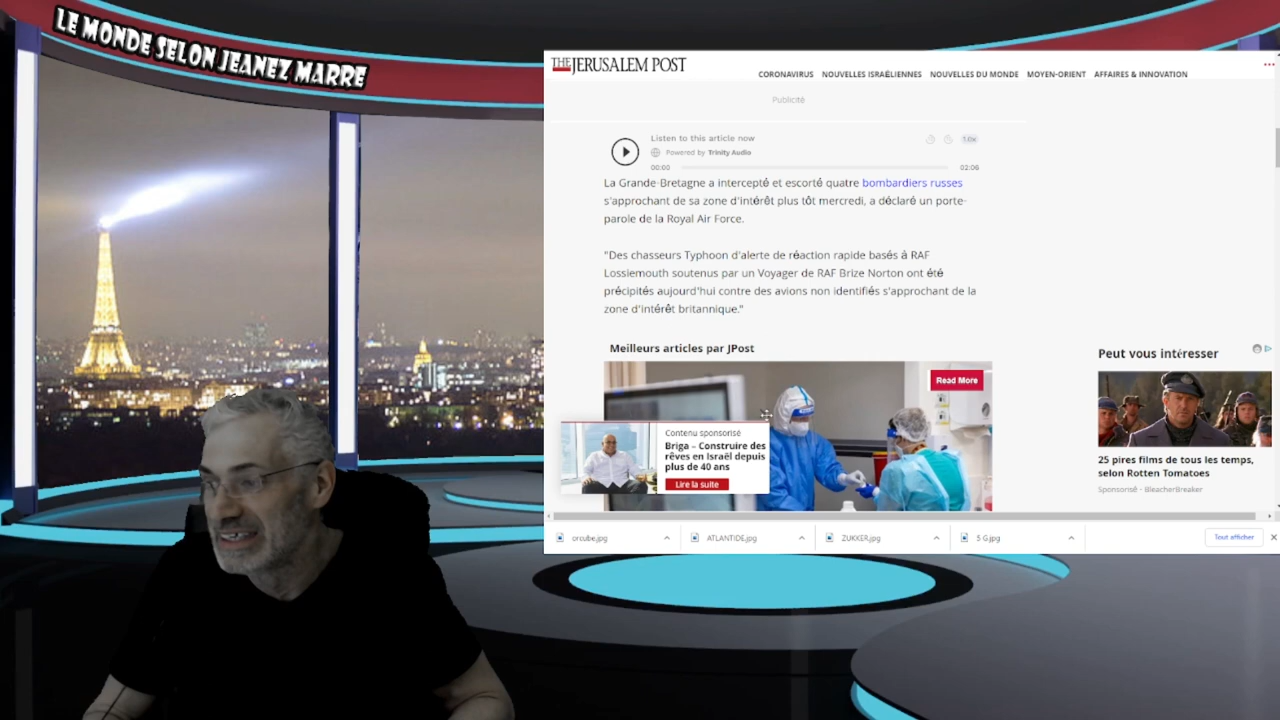 LE MONDE SELON JEANEZ MARRE
THE JERUSALEM POST
CORONAVIRUS NOUVELLES ISRAÉLIENNES NOUVELLES DU MONDE MOYEN-ORIENT AFFAIRES & INNOVATION
Publicité
Listen to this article now
1.0x
Powered by Trinity Audio
00:00
02:06
La Grande-Bretagne a intercepté et escorté quatre bombardiers russes
s'approchant de sa zone d'intérêt plus tôt mercredi, a déclaré un porte-
parole de la Royal Air Force.
"Des chasseurs Typhoon d'alerte de réaction rapide basés à RAF
Lossiemouth soutenus par un Voyager de RAF Brize Norton ont été
précipités aujourd'hui contre des avions non identifiés s'approchant de la
zone d'intérêt britannique."
Meilleurs articles par JPost
Read More
Contenu sponsorisé
Briga – Construire des
rêves en Israël depuis
plus de 40 ans
Lire la suite
Peut vous intéresser
25 pires films de tous les temps,
selon Rotten Tomatoes
Sponsorisé - BleacherBreaker
orcube.jpg
ATLANTIDE.jpg
ZUKKER.jpg
5 G.jpg
Tout afficher